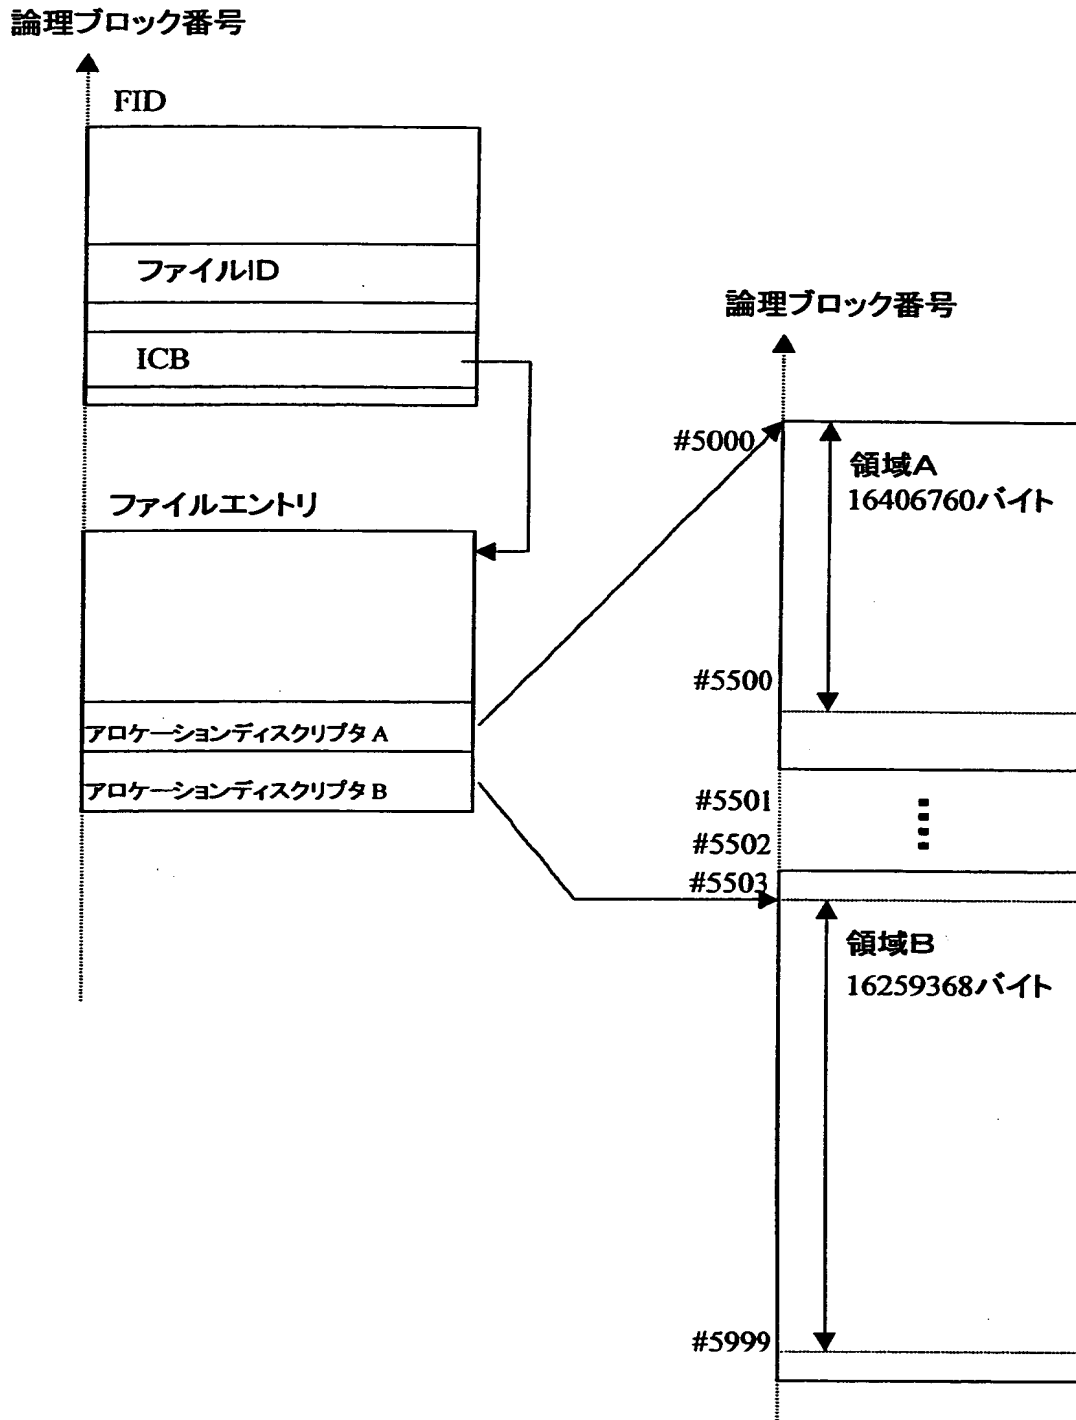 論理ブロック番号
FID
ファイルID
ICB
ファイルエントリ
アロケーションディスクリプタ A
アロケーションディスクリプタ B
論理ブロック番号
#5000
領域A
16406760バイト
#5500
#5501
#5502
#5503
領域B
16259368バイト
#5999